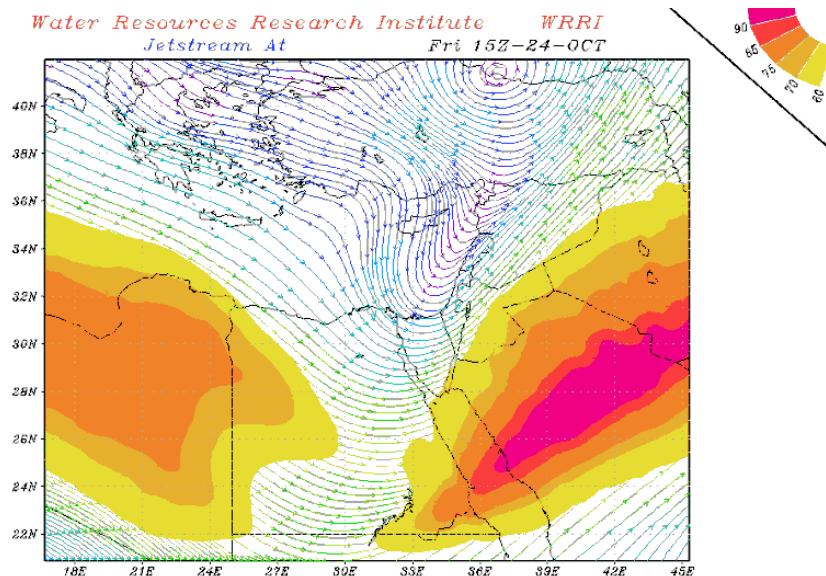 Water Resources Research Institute WRRI
Jetstream At Fri 15Z-24-OCT
90
85
75
70
60
40N
38N
36N
34N
32N
30N
28N
26N
24N
22N
18E 21E 24E 27E 30E 33E 36E 39E 42E 45E